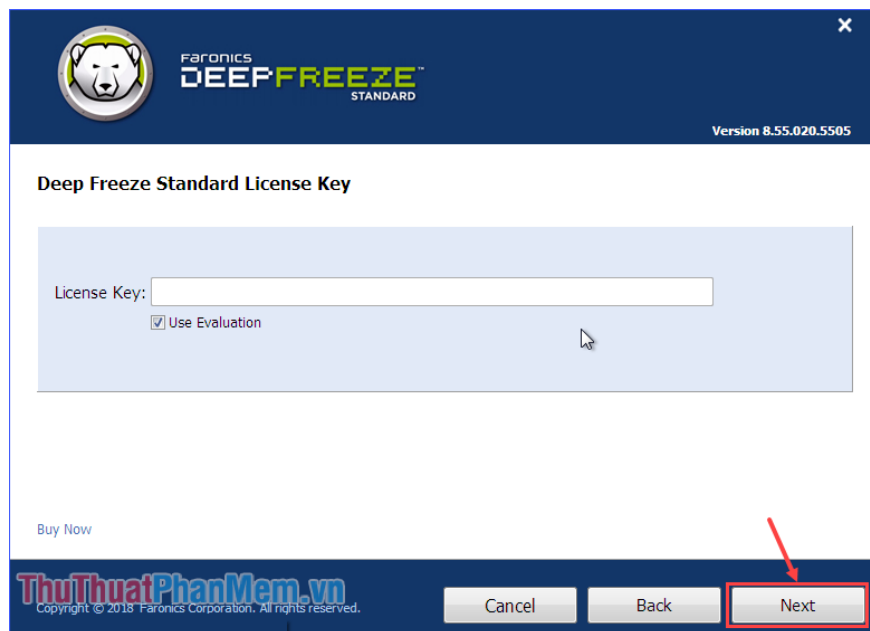 Faronics
DEEPFREEZE™
STANDARD
Version 8.55.020.5505
Deep Freeze Standard License Key
License Key:
Use Evaluation
Buy Now
ThuThuatPhanMem.vn
Copyright © 2018 Faronics Corporation. All rights reserved.
Cancel
Back
Next